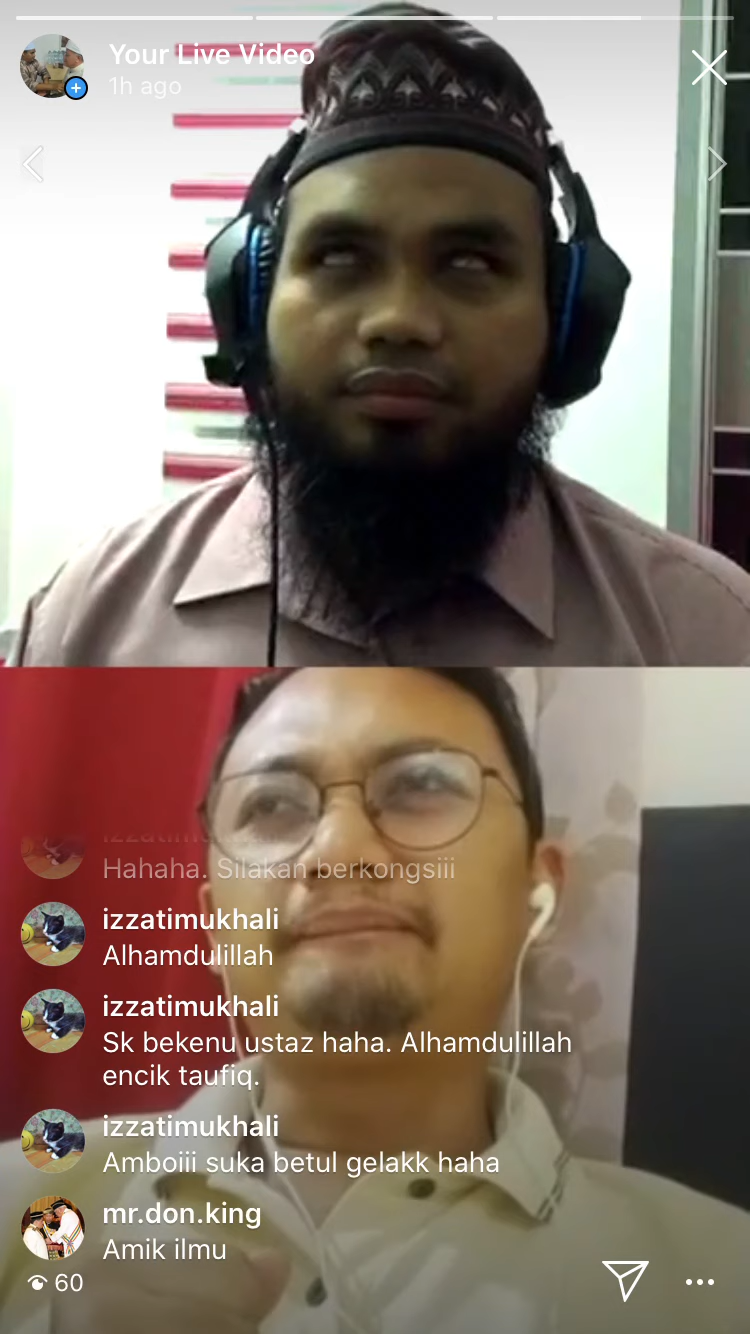 Your Live Video
1h ago
izzatimukhali
Hahaha. Silakan berkongsiii
izzatimukhali
Alhamdulillah
izzatimukhali
Sk bekenu ustaz haha. Alhamdulillah
encik taufiq.
izzatimukhali
Amboiii suka betul gelakk haha
mr.don.king
Amik ilmu
60